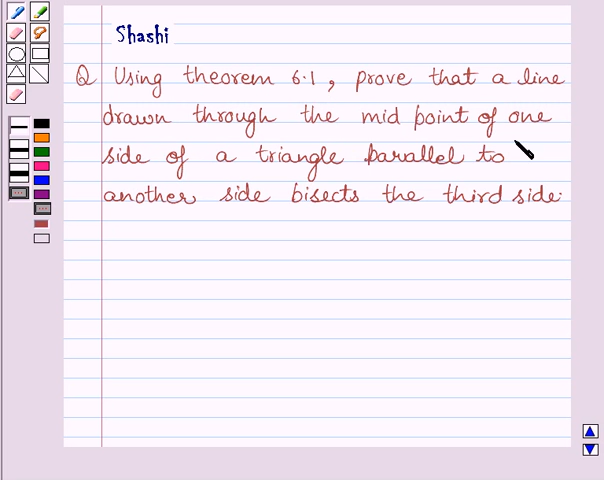 Shashi
Q Using theorem 6.1, prove that a line
drawn through the mid point of one
side of a triangle parallel to
another side bisects the third side.